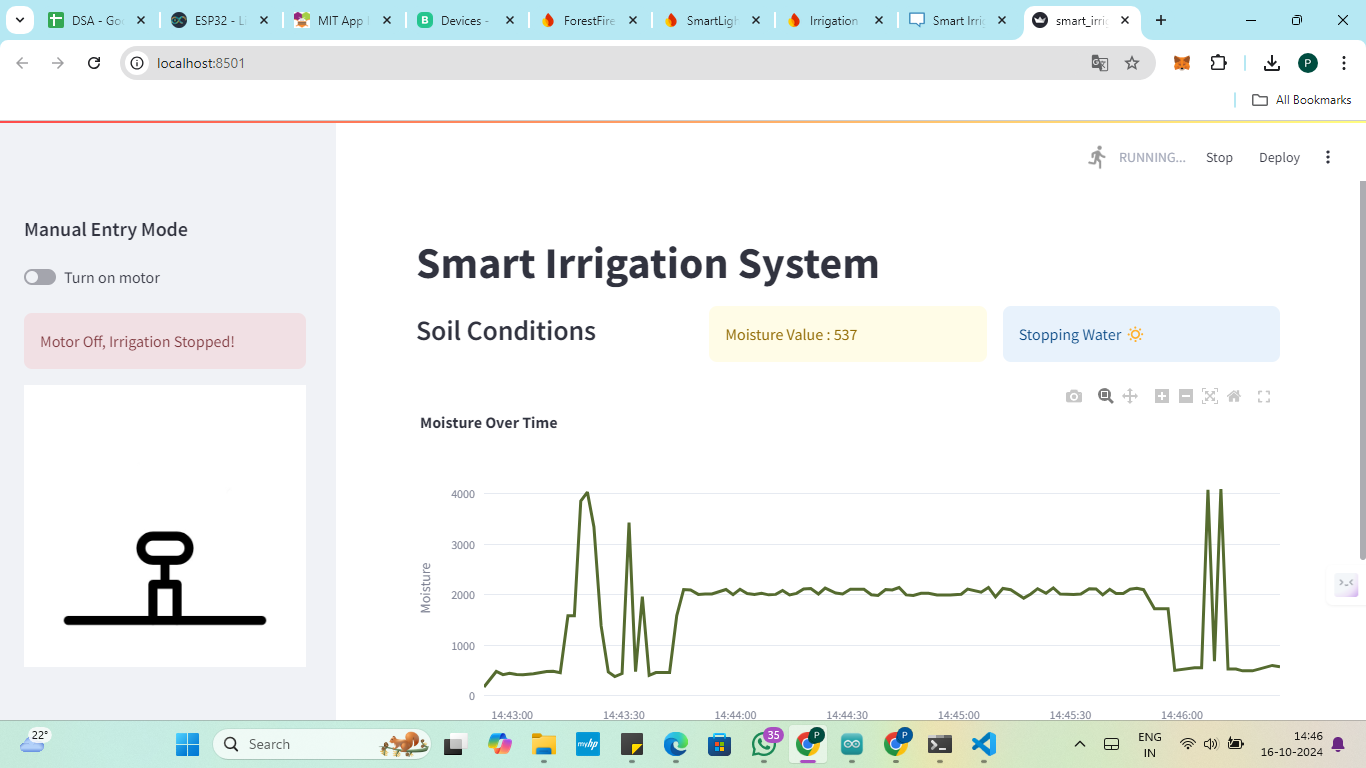 DSA - Go
ESP32 - Li
MIT App
Devices -
ForestFire
SmartLigh
Irrigation
Smart Irrig
smart_irrig
localhost:8501
P
All Bookmarks
RUNNING...
Stop
Deploy
Manual Entry Mode
Turn on motor
Motor Off, Irrigation Stopped!
Smart Irrigation System
Soil Conditions
Moisture Value : 537
Stopping Water
Moisture Over Time
Moisture
4000
3000
2000
1000
0
14:43:00
14:43:30
14:44:00
14:44:30
14:45:00
14:45:30
14:46:00
22°
Search
myhp
35
P
P
ENG
IN
14:46
16-10-2024